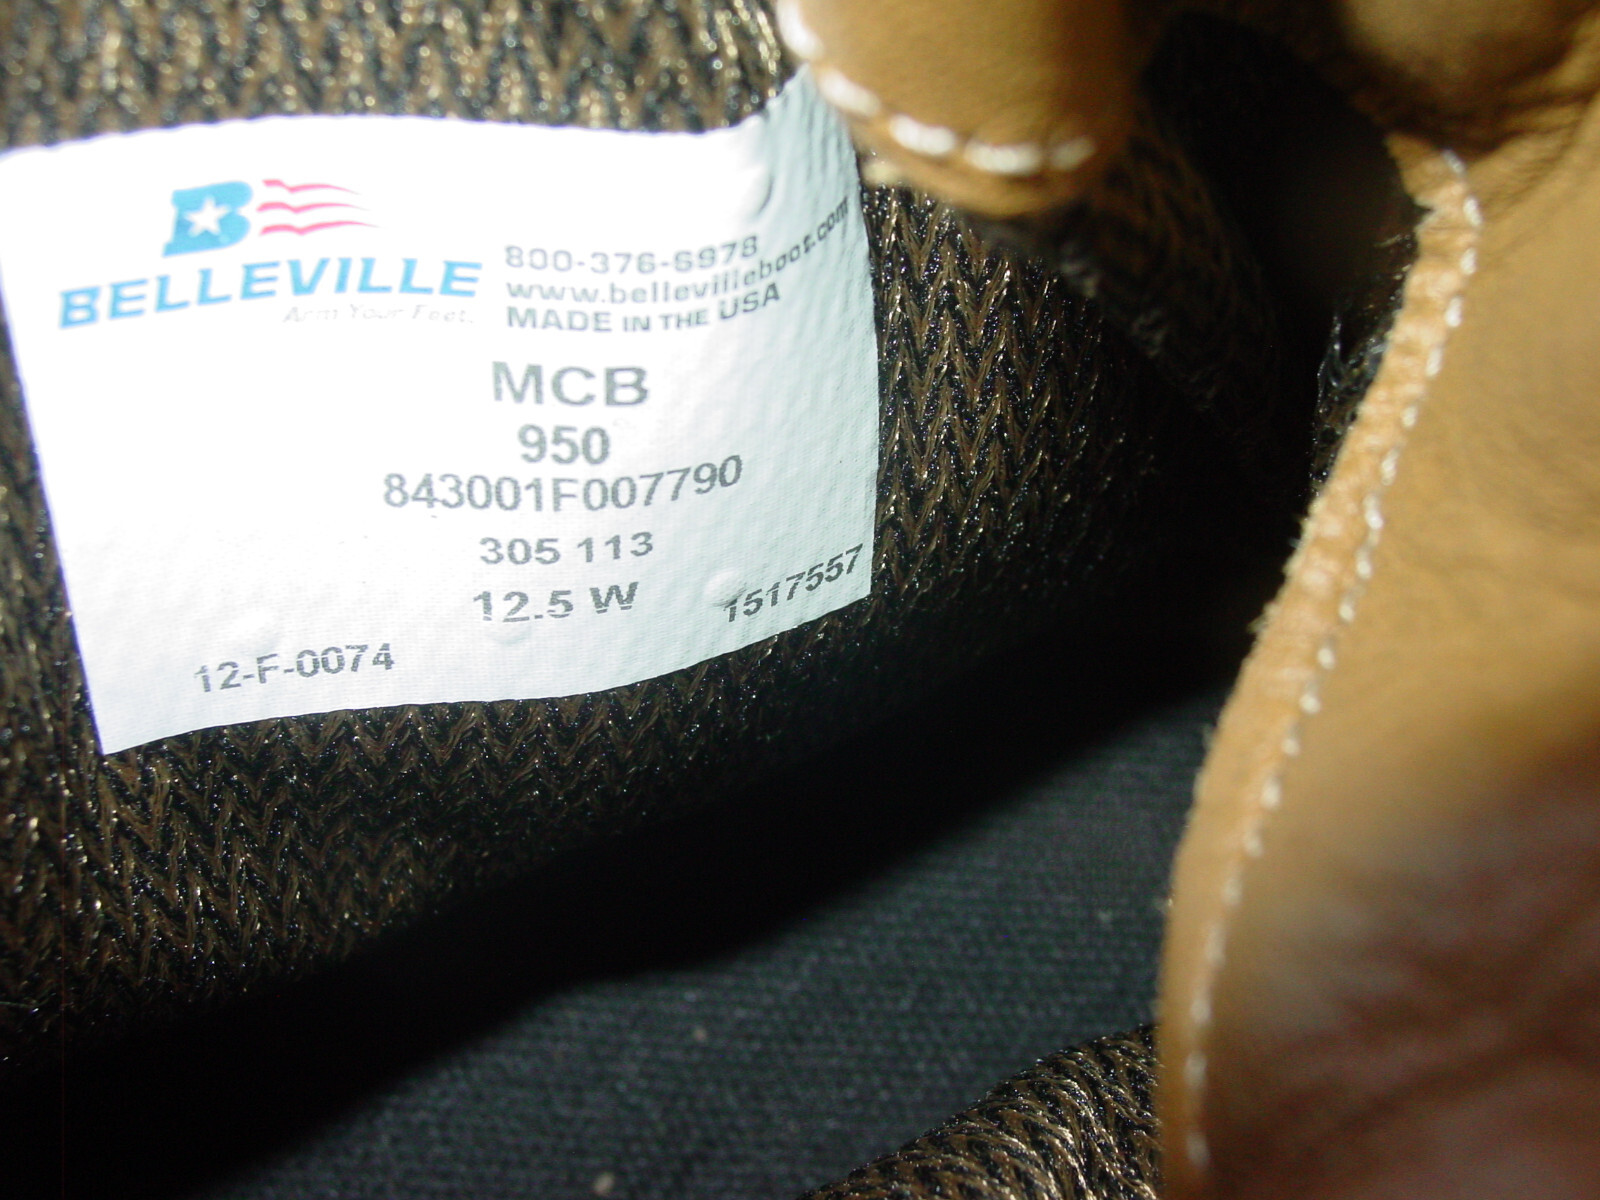 B
BELLEVILLE
Arm Your Feet.
800-376-6978
www.bellevilleboot.com
MADE IN THE USA
MCB
950
843001F007790
305 113
12.5 W
1517557
12-F-0074